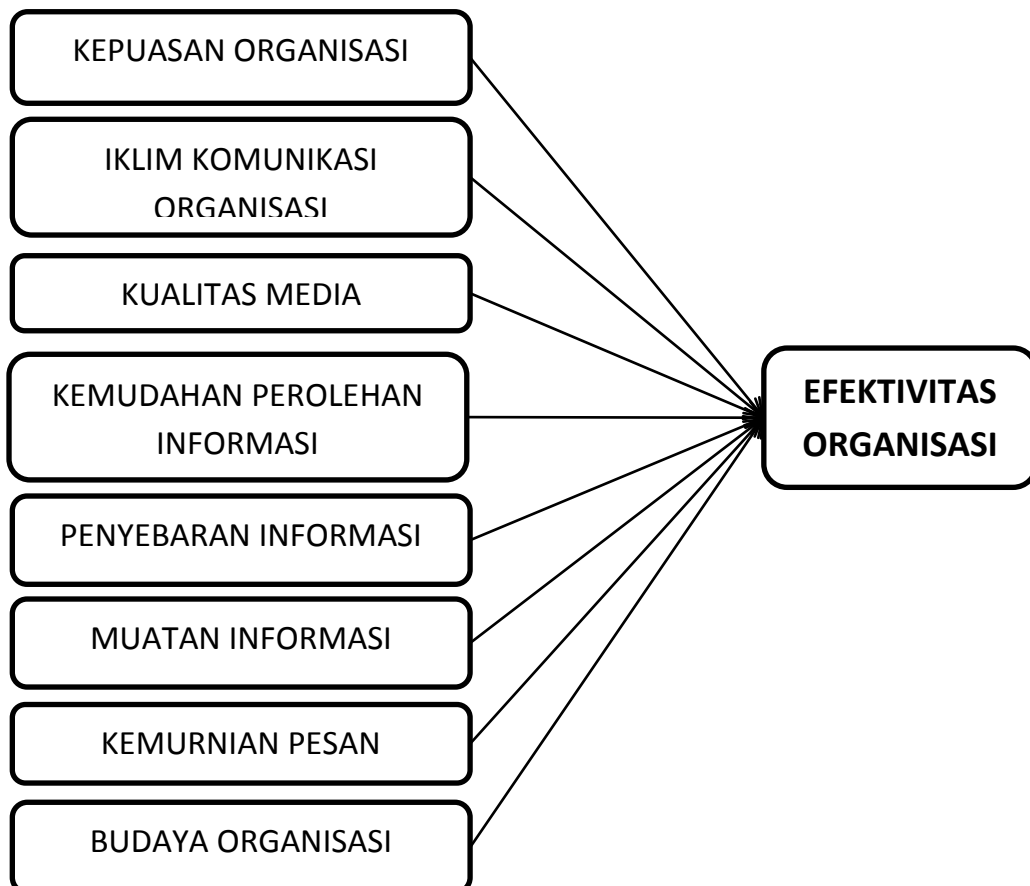 KEPUASAN ORGANISASI
IKLIM KOMUNIKASI
ORGANISASI
KUALITAS MEDIA
KEMUDAHAN PEROLEHAN
INFORMASI
PENYEBARAN INFORMASI
MUATAN INFORMASI
KEMURNIAN PESAN
BUDAYA ORGANISASI
EFEKTIVITAS
ORGANISASI